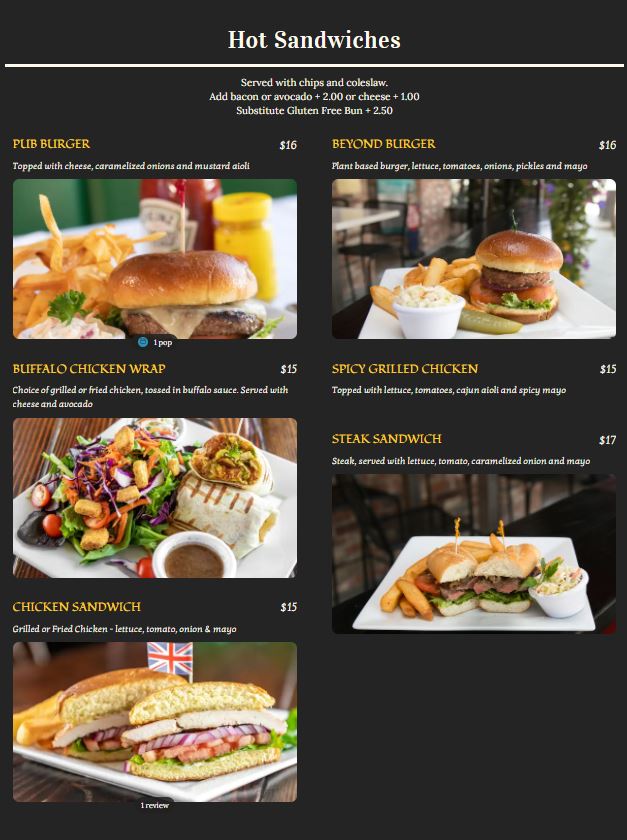 Hot Sandwiches
Served with chips and coleslaw.
Add bacon or avocado + 2.00 or cheese + 1.00
Substitute Gluten Free Bun + 2.50
PUB BURGER $16
Topped with cheese, caramelized onions and mustard aioli
1 pop
BUFFALO CHICKEN WRAP $15
Choice of grilled or fried chicken, tossed in buffalo sauce. Served with
cheese and avocado
CHICKEN SANDWICH $15
Grilled or Fried Chicken - lettuce, tomato, onion & mayo
1 review
BEYOND BURGER $16
Plant based burger, lettuce, tomatoes, onions, pickles and mayo
SPICY GRILLED CHICKEN $15
Topped with lettuce, tomatoes, cajun aioli and spicy mayo
STEAK SANDWICH $17
Steak, served with lettuce, tomato, caramelized onion and mayo